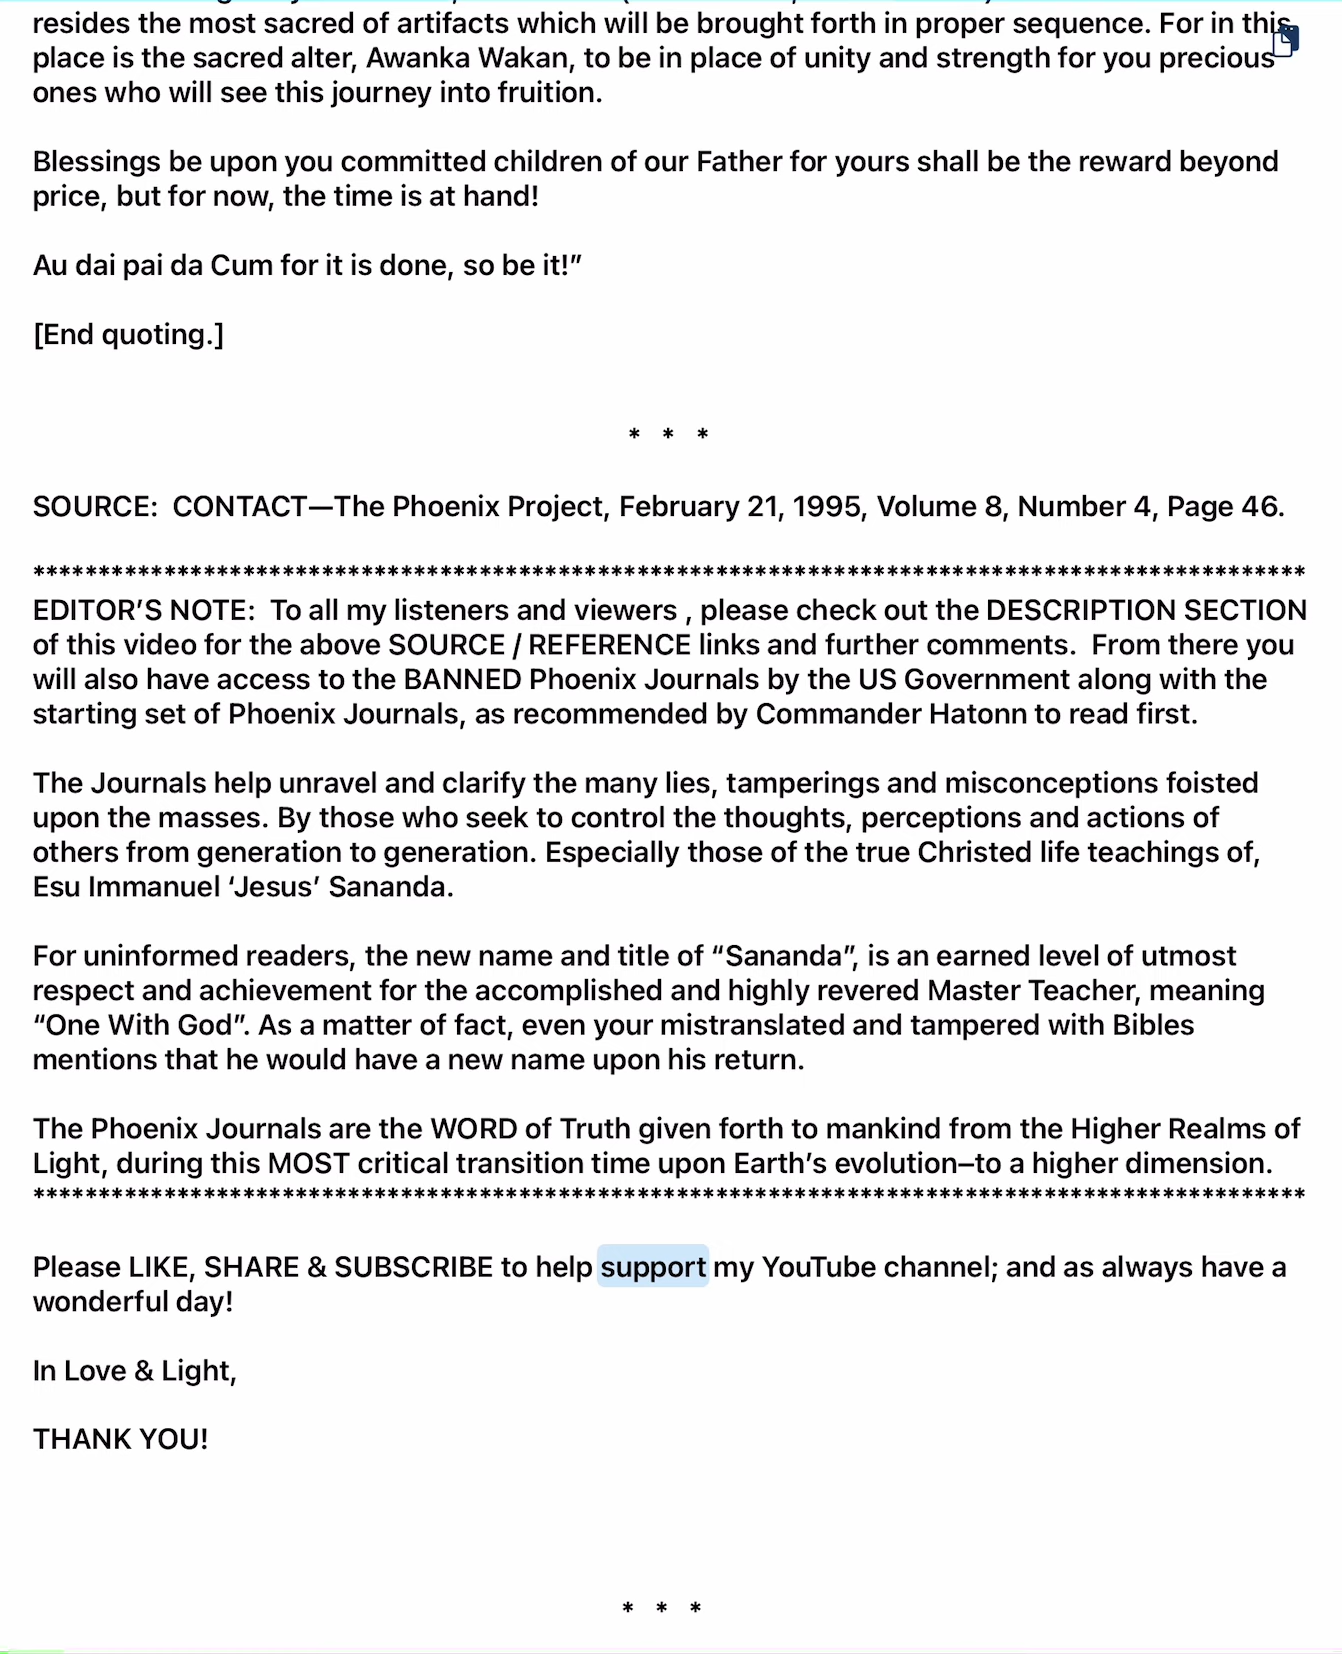 resides the most sacred of artifacts which will be brought forth in proper sequence. For in this
place is the sacred alter, Awanka Wakan, to be in place of unity and strength for you precious
ones who will see this journey into fruition.
Blessings be upon you committed children of our Father for yours shall be the reward beyond
price, but for now, the time is at hand!
Au dai pai da Cum for it is done, so be it!”
[End quoting.]
* * *
SOURCE:  CONTACT—The Phoenix Project, February 21, 1995, Volume 8, Number 4, Page 46.
****************************************************************************************************
EDITOR’S NOTE:  To all my listeners and viewers , please check out the DESCRIPTION SECTION
of this video for the above SOURCE / REFERENCE links and further comments.  From there you
will also have access to the BANNED Phoenix Journals by the US Government along with the
starting set of Phoenix Journals, as recommended by Commander Hatonn to read first.
The Journals help unravel and clarify the many lies, tamperings and misconceptions foisted
upon the masses. By those who seek to control the thoughts, perceptions and actions of
others from generation to generation. Especially those of the true Christed life teachings of,
Esu Immanuel ‘Jesus’ Sananda.
For uninformed readers, the new name and title of “Sananda”, is an earned level of utmost
respect and achievement for the accomplished and highly revered Master Teacher, meaning
“One With God”. As a matter of fact, even your mistranslated and tampered with Bibles
mentions that he would have a new name upon his return.
The Phoenix Journals are the WORD of Truth given forth to mankind from the Higher Realms of
Light, during this MOST critical transition time upon Earth’s evolution—to a higher dimension.
****************************************************************************************************
Please LIKE, SHARE & SUBSCRIBE to help support my YouTube channel; and as always have a
wonderful day!
In Love & Light,
THANK YOU!
* * *